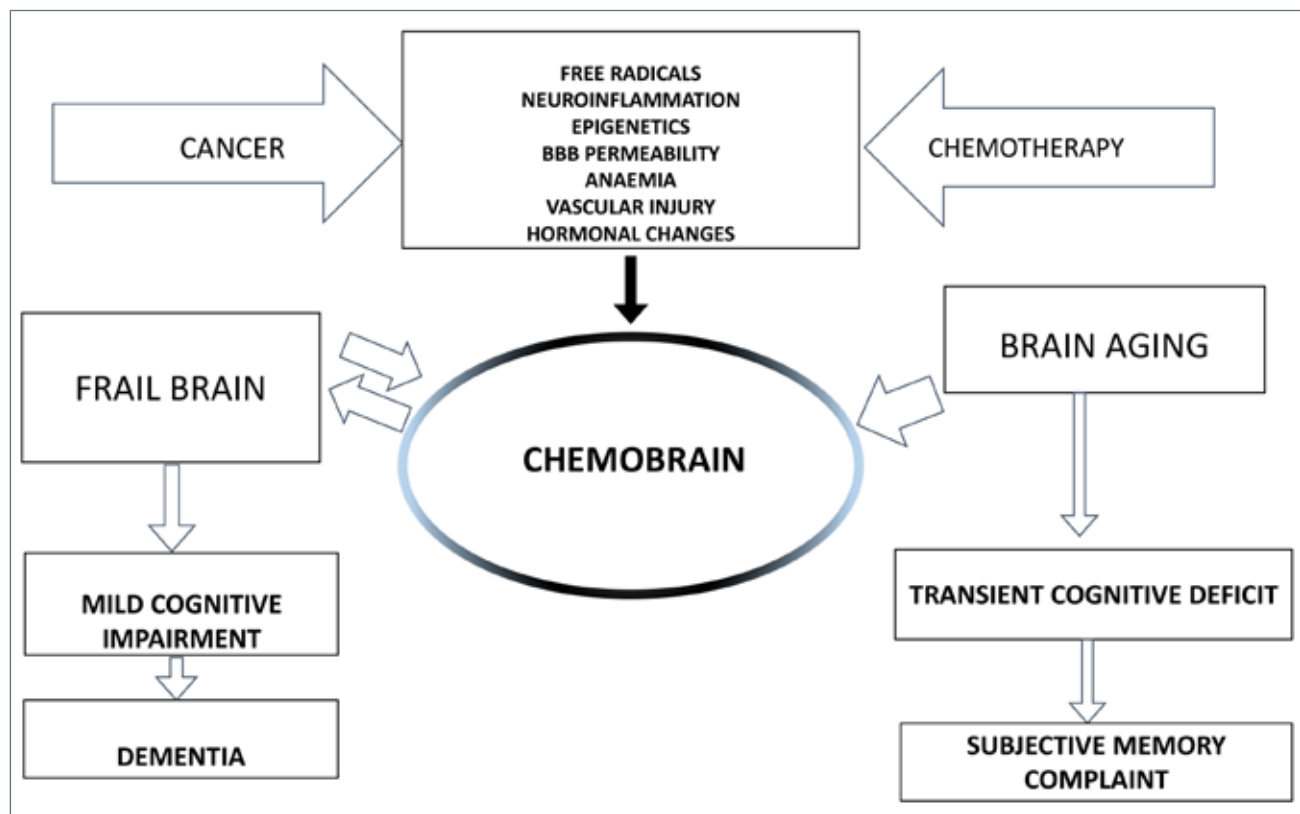 FREE RADICALS
NEUROINFLAMMATION
EPIGENETICS
BBB PERMEABILITY
ANAEMIA
VASCULAR INJURY
HORMONAL CHANGES
CANCER
CHEMOTHERAPY
FRAIL BRAIN
BRAIN AGING
CHEMOBRAIN
MILD COGNITIVE
IMPAIRMENT
TRANSIENT COGNITIVE DEFICIT
DEMENTIA
SUBJECTIVE MEMORY
COMPLAINT